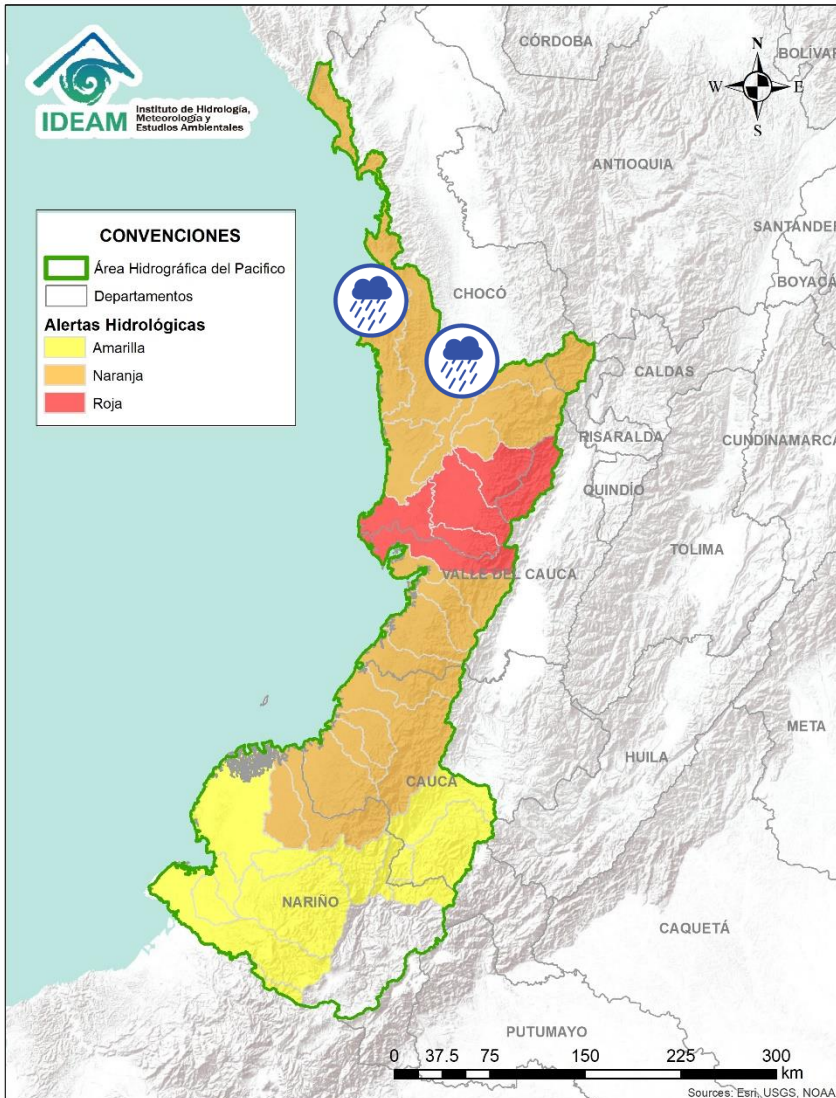 IDEAM
Instituto de Hidrología,
Meteorología y
Estudios Ambientales
CONVENCIONES
Área Hidrográfica del Pacifico
Departamentos
Alertas Hidrológicas
Amarilla
Naranja
Roja
N
W
E
S
CÓRDOBA
BOLÍVAR
ANTIOQUIA
SANTANDER
BOYACÁ
CHOCÓ
CALDAS
RISARALDA
CUNDINAMARCA
QUINDÍO
TOLIMA
VALLE DEL CAUCA
META
HUILA
CAUCA
NARIÑO
CAQUETÁ
PUTUMAYO
0 37.5 75 150 225 300
km
Sources: Esri, USGS, NOAA